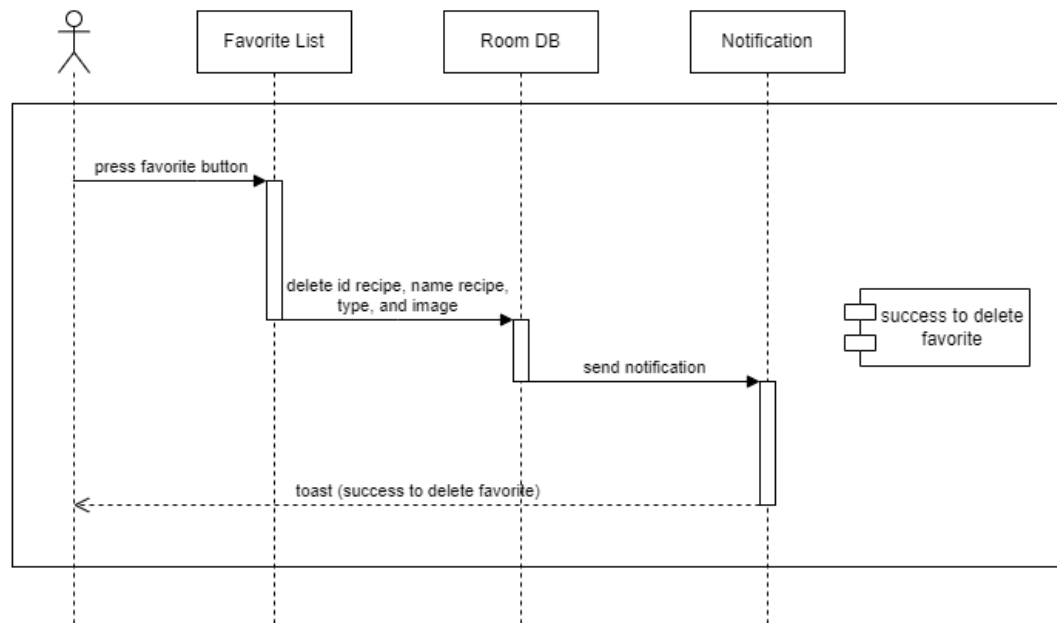 Favorite List
Room DB
Notification
press favorite button
delete id recipe, name recipe,
type, and image
success to delete
favorite
send notification
toast (success to delete favorite)